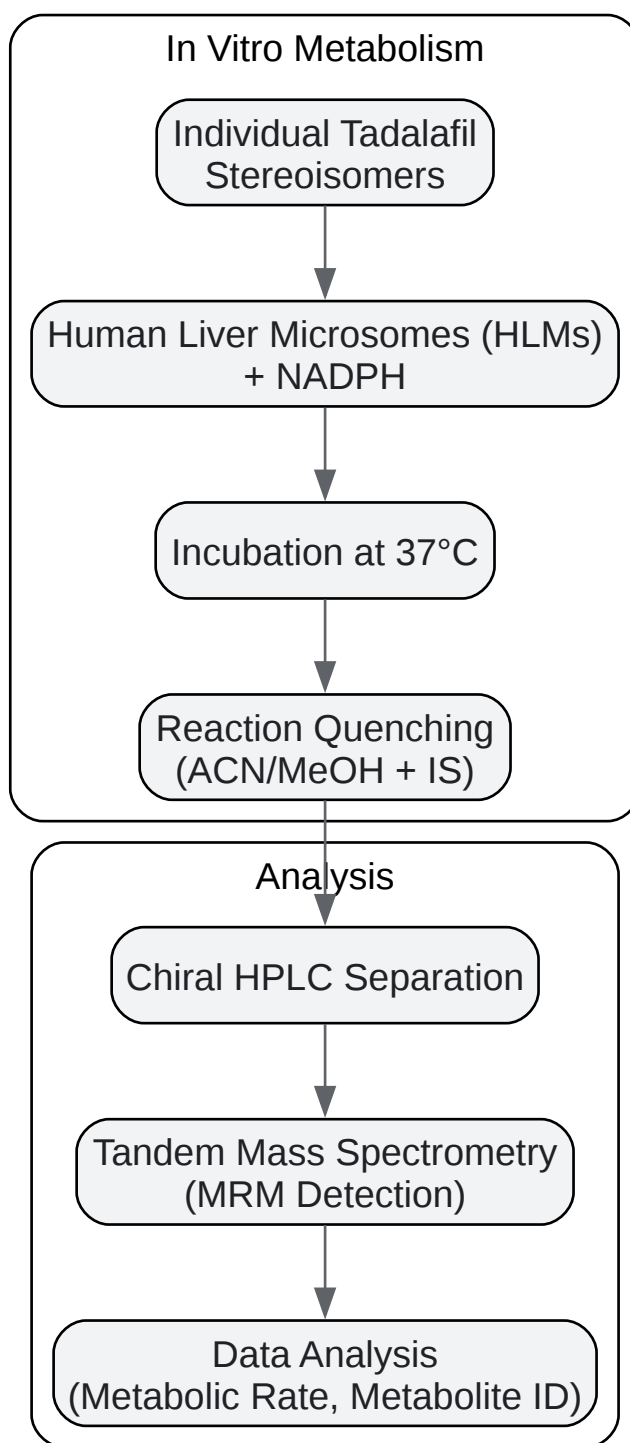 In Vitro Metabolism
Individual Tadalafil
Stereoisomers
Human Liver Microsomes (HLMs)
+ NADPH
Incubation at 37°C
Reaction Quenching
(ACN/MeOH + IS)
Analysis
Chiral HPLC Separation
Tandem Mass Spectrometry
(MRM Detection)
Data Analysis
(Metabolic Rate, Metabolite ID)